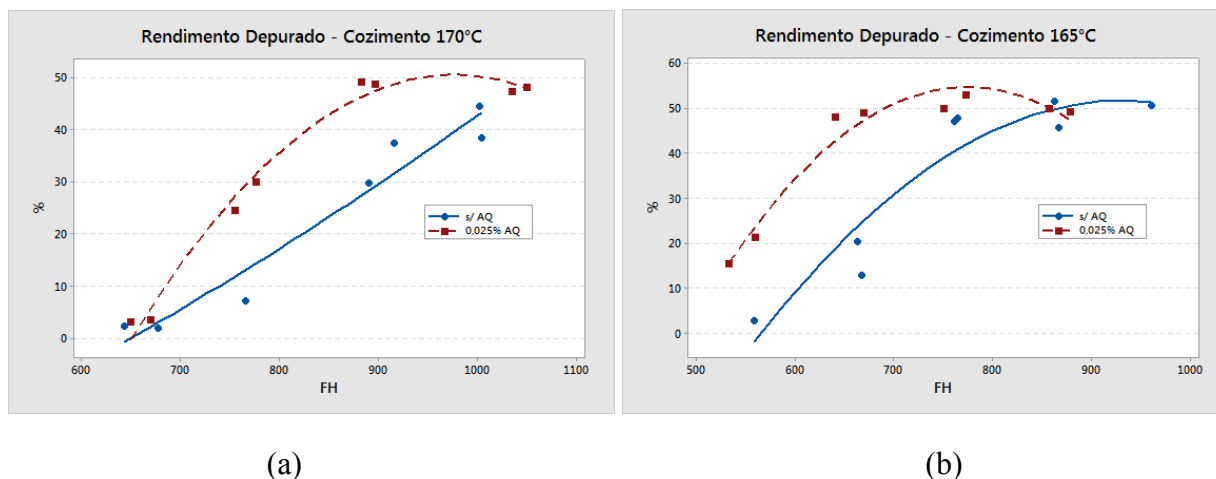 Rendimento Depurado - Cozimento 170°C
%
50
40
30
20
10
0
600 700 800 900 1000 1100
FH
s/ AQ
0,025% AQ
(a)
Rendimento Depurado - Cozimento 165°C
%
60
50
40
30
20
10
0
500 600 700 800 900 1000
FH
s/ AQ
0,025% AQ
(b)